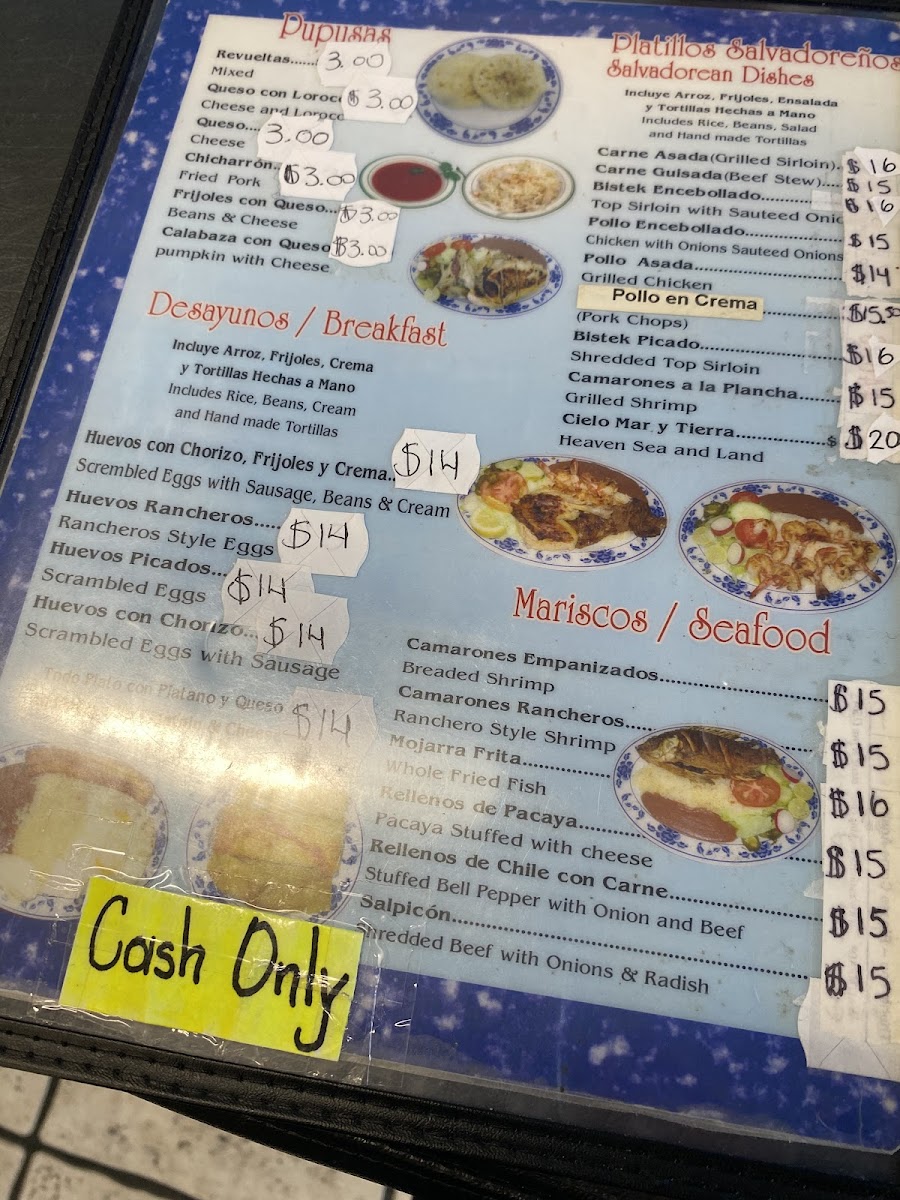 Pupusas
Revueltas...... 3.00
Mixed
Queso con Loroco $3.00
Cheese and Loroco
Queso.... 3.00
Cheese
Chicharrón.. $3.00
Fried Pork
Frijoles con Queso... $3.00
Beans & Cheese
Calabaza con Queso $3.00
pumpkin with Cheese
Desayunos / Breakfast
Incluye Arroz, Frijoles, Crema
y Tortillas Hechas a Mano
Includes Rice, Beans, Cream
and Hand made Tortillas
Huevos con Chorizo, Frijoles y Crema.. $14
Scrembled Eggs with Sausage, Beans & Cream
Huevos Rancheros..... $14
Rancheros Style Eggs
Huevos Picados... $14
Scrambled Eggs
Huevos con Chorizo... $14
Scrambled Eggs with Sausage
Todo Plato con Platano y Queso $14
Cash Only
Platillos Salvadoreños
Salvadorean Dishes
Incluye Arroz, Frijoles, Ensalada
y Tortillas Hechas a Mano
Includes Rice, Beans, Salad
and Hand made Tortillas
Carne Asada(Grilled Sirloin).. $16
Carne Guisada(Beef Stew).... $15
Bistek Encebollado........... $16
Top Sirloin with Sauteed
Pollo Encebollado............. $15
Chicken with Onions Sauteed Onions
Pollo Asada...................... $14
Grilled Chicken
Pollo en Crema ........... $15.50
(Pork Chops)
Bistek Picado.................... $16
Shredded Top Sirloin
Camarones a la Plancha....... $15
Grilled Shrimp
Cielo Mar y Tierra...............$ $20
Heaven Sea and Land
Mariscos / Seafood
Camarones Empanizados......................... $15
Breaded Shrimp
Camarones Rancheros............................. $15
Ranchero Style Shrimp
Mojarra Frita............... $16
Whole Fried Fish
Rellenos de Pacaya............ $15
Pacaya Stuffed with cheese
Rellenos de Chile con Carne...................... $15
Stuffed Bell Pepper with Onion and Beef
Salpicón.................................................. $15
Shredded Beef with Onions & Radish